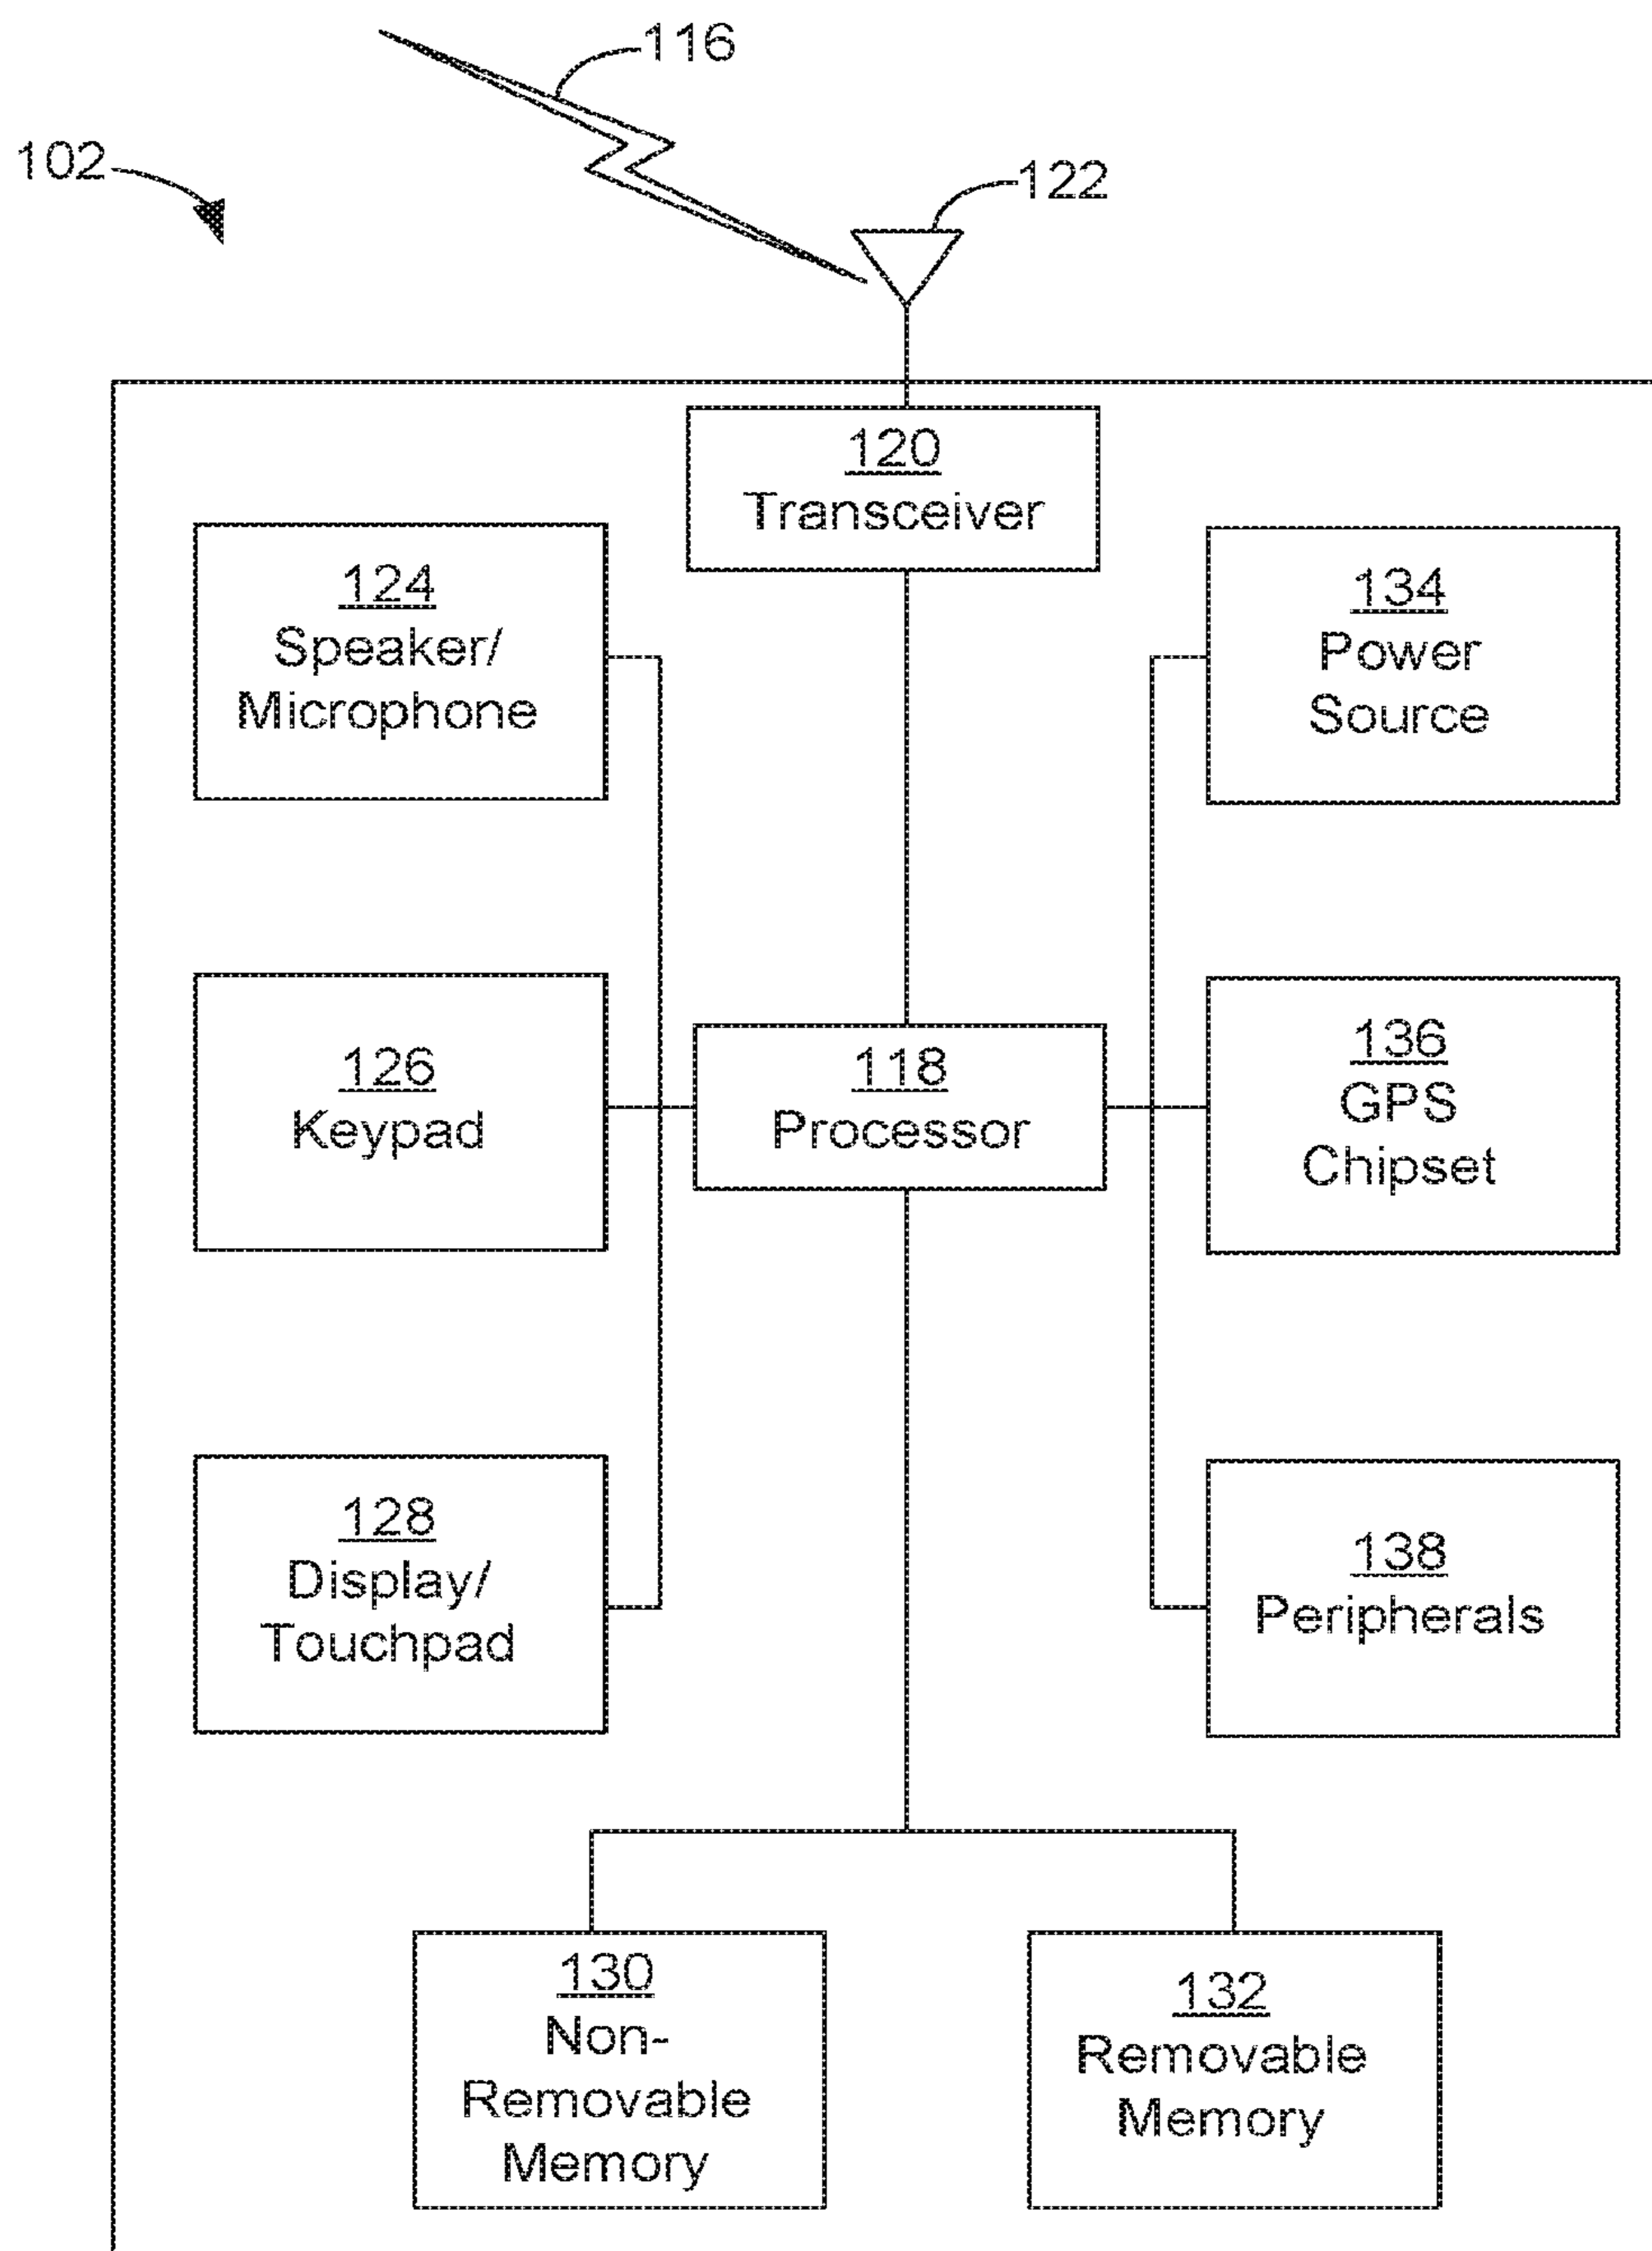 116
102
122
120
Transceiver
124
Speaker/
Microphone
134
Power
Source
126
Keypad
118
Processor
136
GPS
Chipset
128
Display/
Touchpad
138
Peripherals
130
Non-
Removable
Memory
132
Removable
Memory